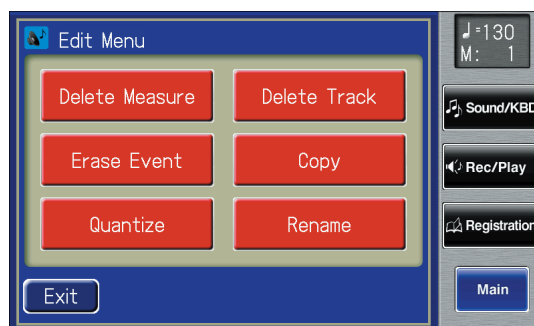 Edit Menu
Delete Measure
Delete Track
Erase Event
Copy
Quantize
Rename
Exit
♩=130
M: 1
Sound/KBD
Rec/Play
Registration
Main